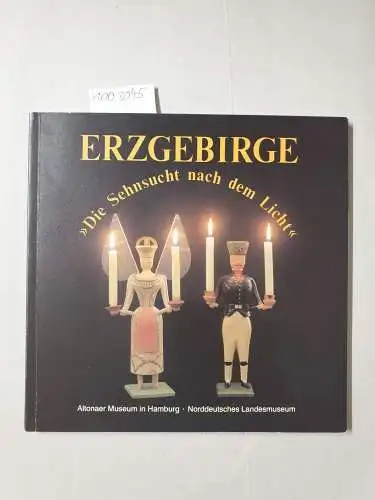 ERZGEBIRGE
»Die Sehnsucht nach dem Licht«
Altonaer Museum in Hamburg · Norddeutsches Landesmuseum